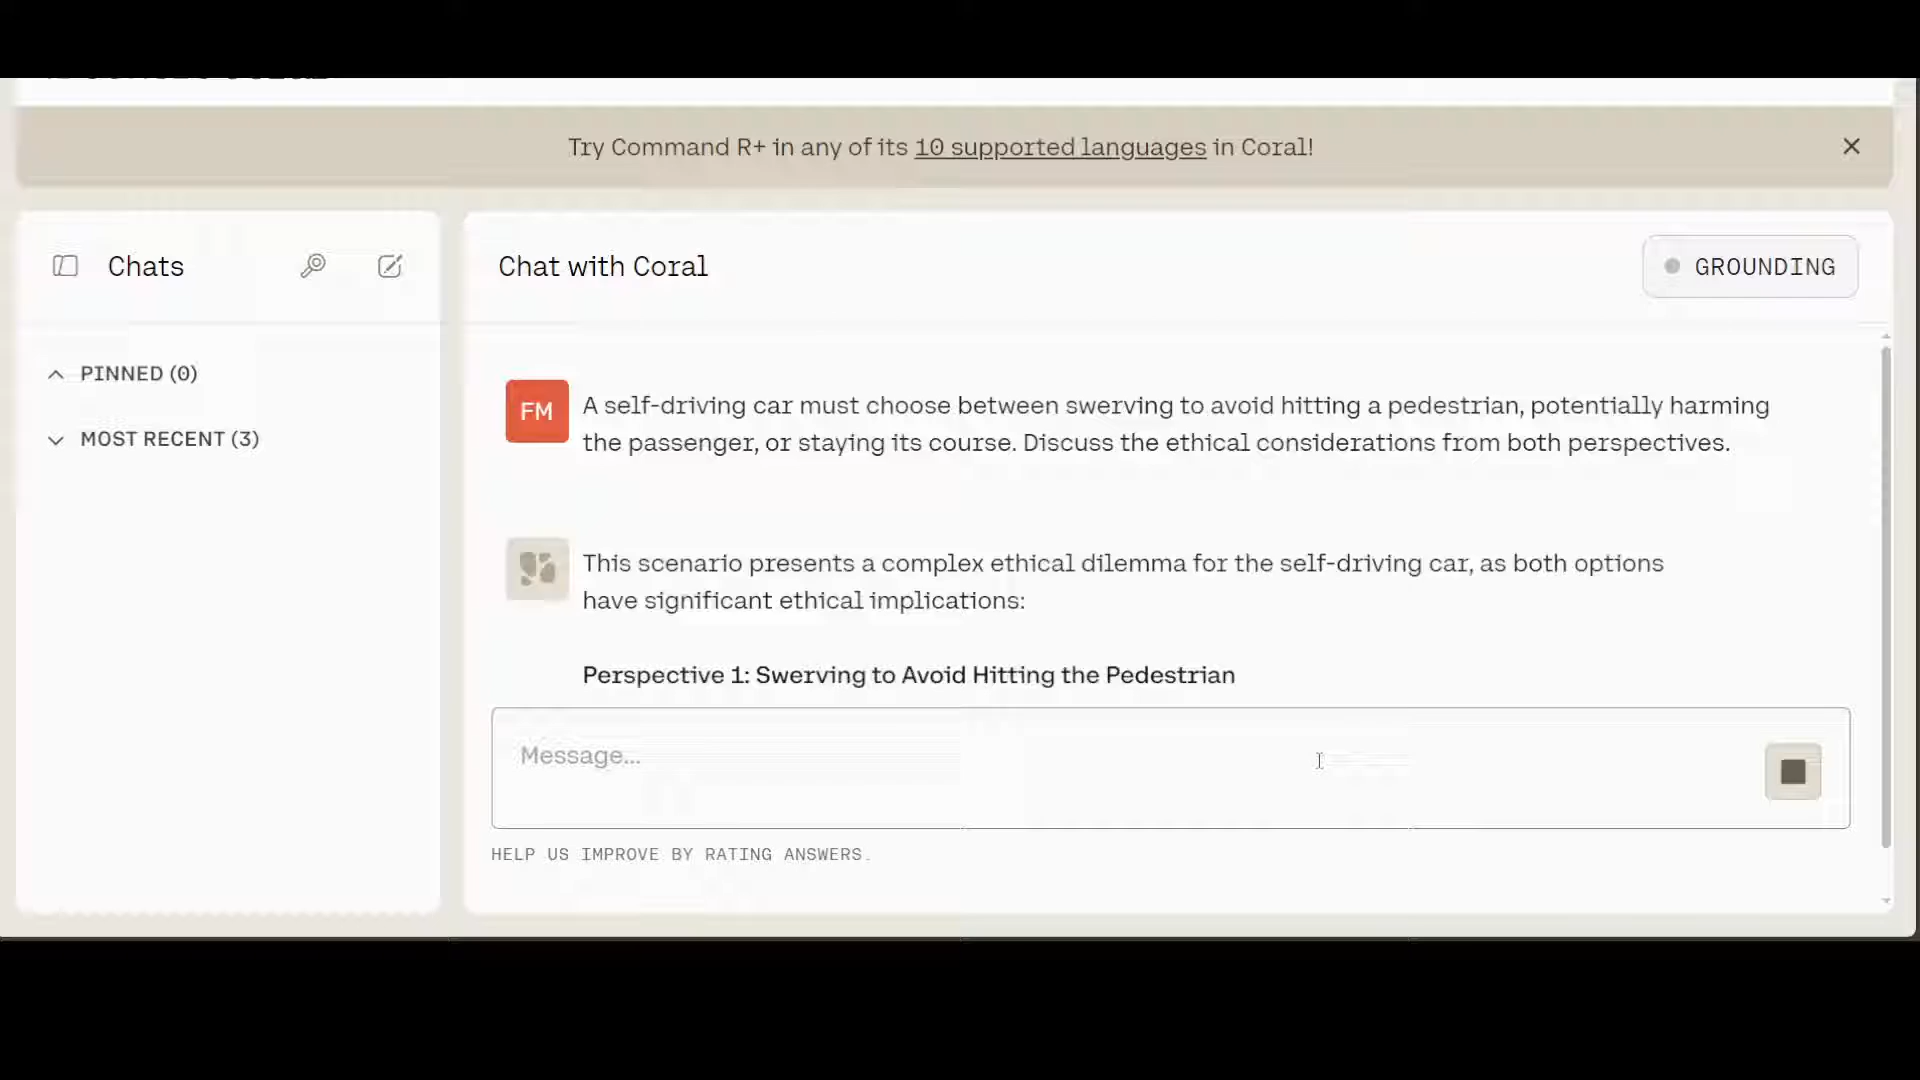 Try Command R+ in any of its 10 supported languages in Coral!
Chats
PINNED (0)
MOST RECENT (3)
Chat with Coral
GROUNDING
FM
A self-driving car must choose between swerving to avoid hitting a pedestrian, potentially harming
the passenger, or staying its course. Discuss the ethical considerations from both perspectives.
This scenario presents a complex ethical dilemma for the self-driving car, as both options
have significant ethical implications:
Perspective 1: Swerving to Avoid Hitting the Pedestrian
Message...
HELP US IMPROVE BY RATING ANSWERS.